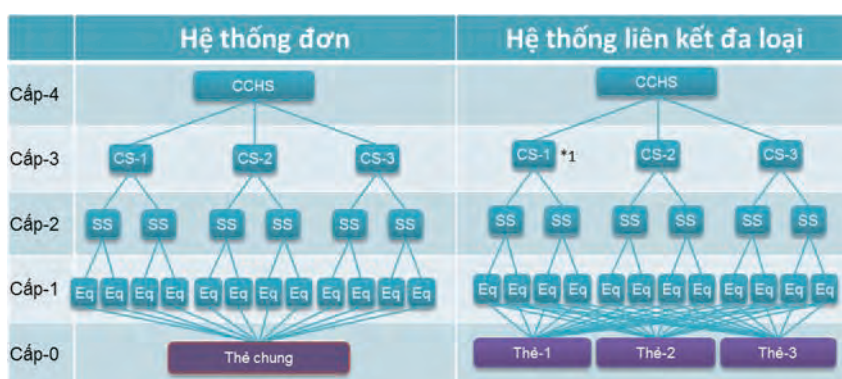 Hệ thống đơn Hệ thống liên kết đa loại
Cấp-4 CCHS CCHS
Cấp-3 CS-1 CS-2 CS-3 CS-1 *1 CS-2 CS-3
Cấp-2 SS SS SS SS SS SS SS SS SS SS SS SS
Cấp-1 Eq Eq Eq Eq Eq Eq Eq Eq Eq Eq Eq Eq Eq Eq Eq Eq Eq Eq Eq Eq Eq Eq Eq Eq
Cấp-0 Thẻ chung Thẻ-1 Thẻ-2 Thẻ-3